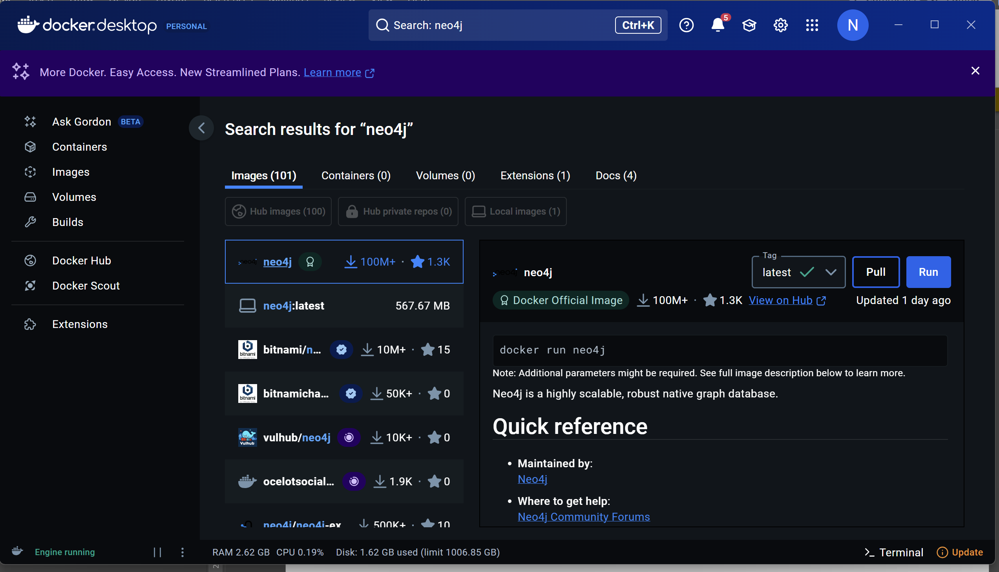 docker.desktop PERSONAL
Search: neo4j
Ctrl+K
5
N
More Docker. Easy Access. New Streamlined Plans. Learn more
Ask Gordon BETA
Containers
Images
Volumes
Builds
Docker Hub
Docker Scout
Extensions
Search results for “neo4j”
Images (101) Containers (0) Volumes (0) Extensions (1) Docs (4)
Hub images (100) Hub private repos (0) Local images (1)
neo4j neo4j 100M+ · 1.3K
neo4j:latest 567.67 MB
bitnami
bitnami/n... 10M+ · 15
bitnami
bitnamicha... 50K+ · 0
Vulhub
vulhub/neo4j 10K+ · 0
ocelotsocial... 1.9K · 0
neo4j/neo4j-ex 500K+ · 10
neo4j neo4j
Tag
latest
Pull
Run
Docker Official Image 100M+ · 1.3K View on Hub Updated 1 day ago
docker run neo4j
Note: Additional parameters might be required. See full image description below to learn more.
Neo4j is a highly scalable, robust native graph database.
Quick reference
• Maintained by:
Neo4j
• Where to get help:
Neo4j Community Forums
Engine running
RAM 2.62 GB CPU 0.19% Disk: 1.62 GB used (limit 1006.85 GB)
Terminal
Update
2